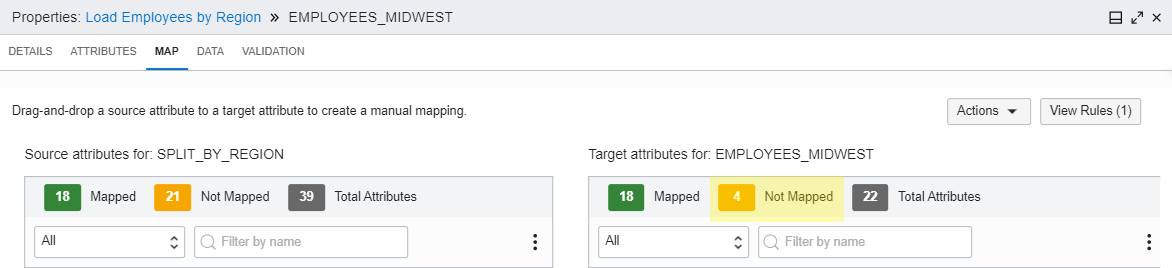 Properties: Load Employees by Region » EMPLOYEES_MIDWEST
DETAILS ATTRIBUTES MAP DATA VALIDATION
Drag-and-drop a source attribute to a target attribute to create a manual mapping.
Actions View Rules (1)
Source attributes for: SPLIT_BY_REGION
18 Mapped 21 Not Mapped 39 Total Attributes
All Filter by name
Target attributes for: EMPLOYEES_MIDWEST
18 Mapped 4 Not Mapped 22 Total Attributes
All Filter by name